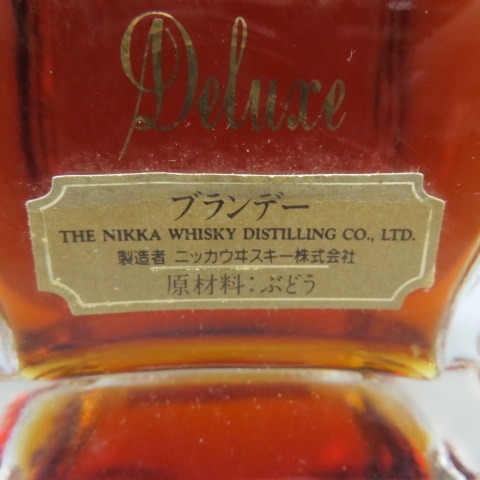 Deluxe
ブランデー
THE NIKKA WHISKY DISTILLING CO., LTD.
製造者 ニッカウヰスキー株式会社
原材料：ぶどう